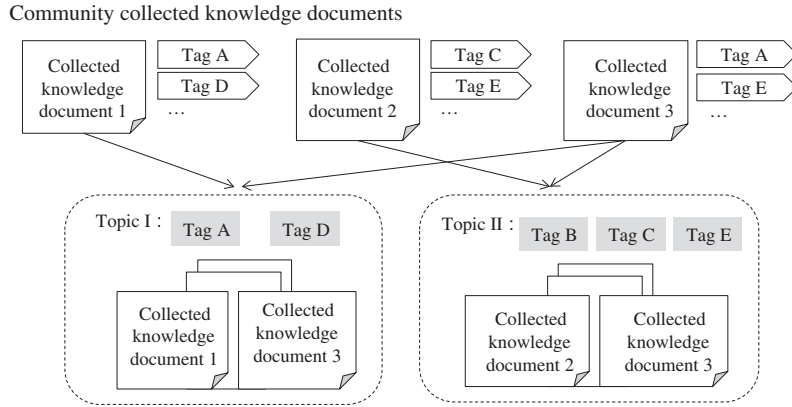 Community collected knowledge documents
Collected
knowledge
document 1
Tag A
Tag D
…
Collected
knowledge
document 2
Tag C
Tag E
…
Collected
knowledge
document 3
Tag A
Tag E
…
Topic I :
Tag A
Tag D
Collected
knowledge
document 1
Collected
knowledge
document 3
Topic II :
Tag B
Tag C
Tag E
Collected
knowledge
document 2
Collected
knowledge
document 3